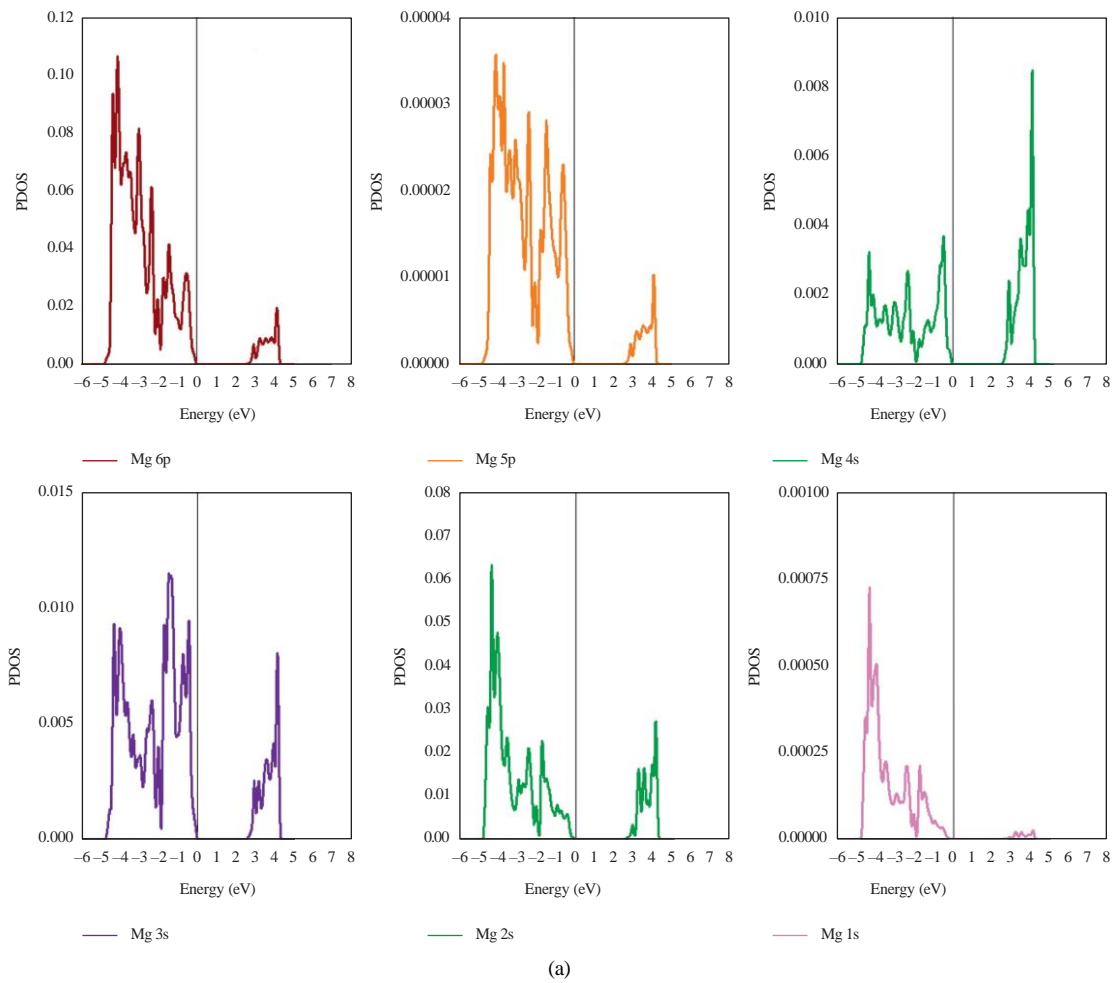 0.12
0.10
0.08
0.06
0.04
0.02
0.00
PDOS
–6 –5 –4 –3 –2 –1 0 1 2 3 4 5 6 7 8
Energy (eV)
Mg 6p
0.00004
0.00003
0.00002
0.00001
0.00000
PDOS
–6 –5 –4 –3 –2 –1 0 1 2 3 4 5 6 7 8
Energy (eV)
Mg 5p
0.010
0.008
0.006
0.004
0.002
0.000
PDOS
–6 –5 –4 –3 –2 –1 0 1 2 3 4 5 6 7 8
Energy (eV)
Mg 4s
0.015
0.010
0.005
0.000
PDOS
–6 –5 –4 –3 –2 –1 0 1 2 3 4 5 6 7 8
Energy (eV)
Mg 3s
0.08
0.07
0.06
0.05
0.04
0.03
0.02
0.01
0.00
PDOS
–6 –5 –4 –3 –2 –1 0 1 2 3 4 5 6 7 8
Energy (eV)
Mg 2s
0.00100
0.00075
0.00050
0.00025
0.00000
PDOS
–6 –5 –4 –3 –2 –1 0 1 2 3 4 5 6 7 8
Energy (eV)
Mg 1s
(a)